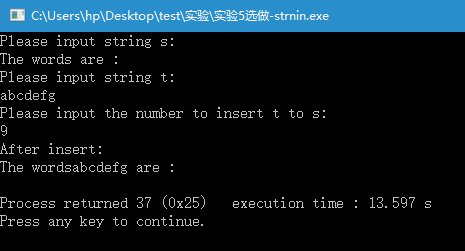 C:\Users\hp\Desktop\test\实验\实验5选做-strnin.exe
Please input string s:
The words are :
Please input string t:
abcdefg
Please input the number to insert t to s:
9
After insert:
The wordsabcdefg are :
Process returned 37 (0x25)   execution time : 13.597 s
Press any key to continue.